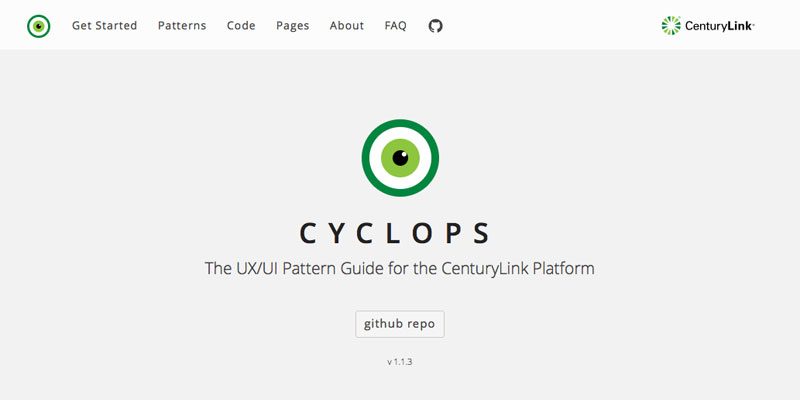 Get Started Patterns Code Pages About FAQ CenturyLink®
CYCLOPS
The UX/UI Pattern Guide for the CenturyLink Platform
github repo
v 1.1.3